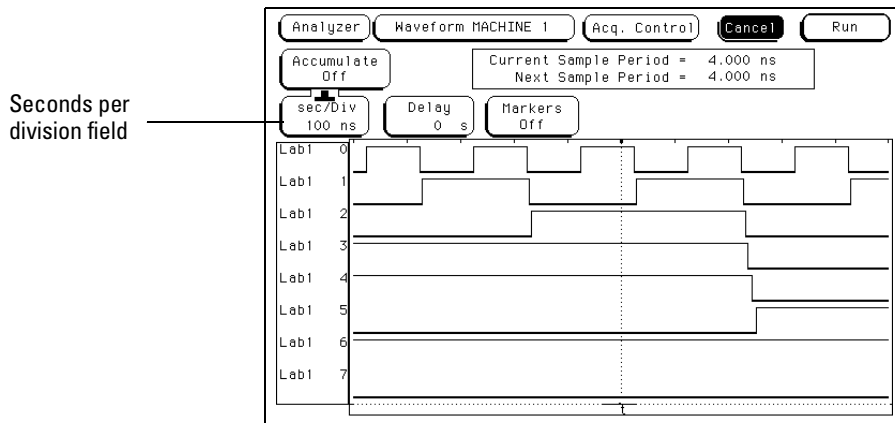 Analyzer Waveform MACHINE 1 Acq. Control Cancel Run
Accumulate
Off
Current Sample Period = 4.000 ns
Next Sample Period = 4.000 ns
Seconds per
division field
sec/Div
100 ns
Delay
0 s
Markers
Off
Lab1 0
Lab1 1
Lab1 2
Lab1 3
Lab1 4
Lab1 5
Lab1 6
Lab1 7
t